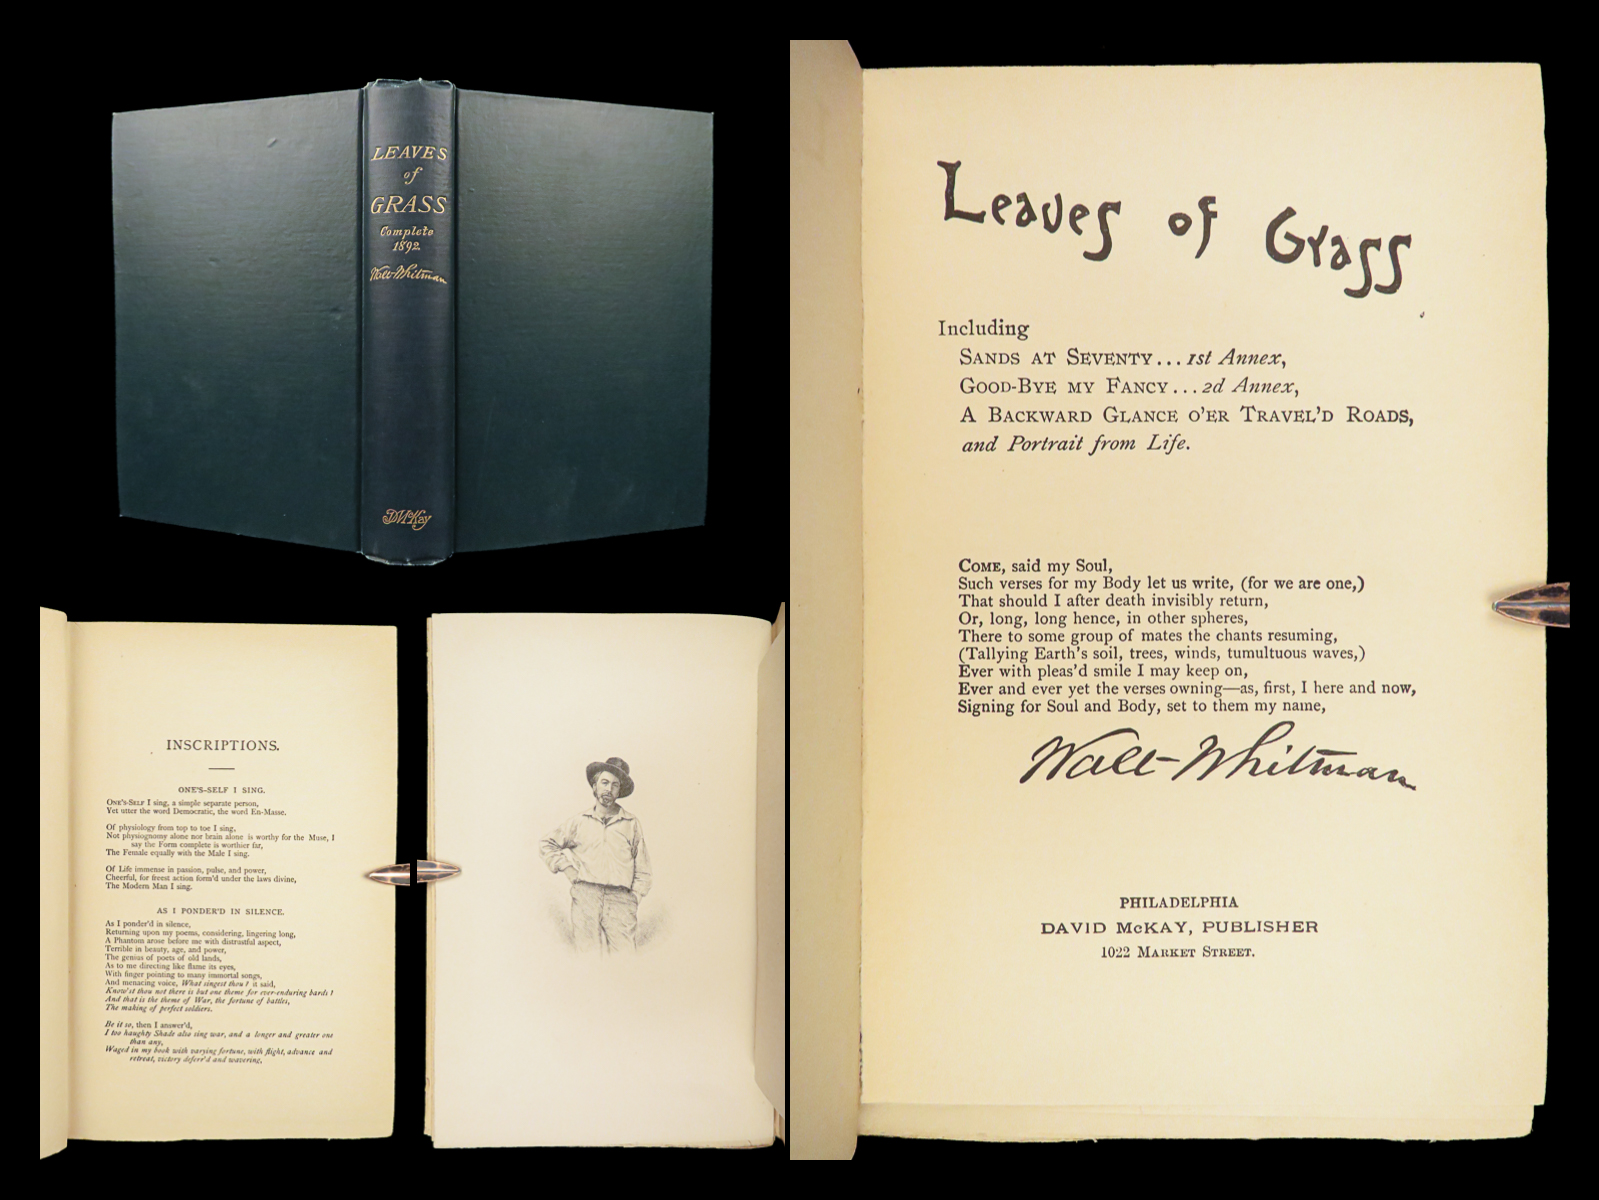 LEAVES
of
GRASS
Complete
1892.
Walt Whitman
D McKay
INSCRIPTIONS.
ONE'S-SELF I SING.
ONE'S-SELF I sing, a simple separate person,
Yet utter the word Democratic, the word En-Masse.
Of physiology from top to toe I sing,
Not physiognomy alone nor brain alone is worthy for the Muse, I
say the Form complete is worthier far,
The Female equally with the Male I sing.
Of Life immense in passion, pulse, and power,
Cheerful, for freest action form'd under the laws divine,
The Modern Man I sing.
AS I PONDER'D IN SILENCE.
As I ponder'd in silence,
Returning upon my poems, considering, lingering long,
A Phantom arose before me with distrustful aspect,
Terrible in beauty, age, and power,
The genius of poets of old lands,
As to me directing like flame its eyes,
With finger pointing to many immortal songs,
And menacing voice, What singest thou? it said,
Know'st thou not there is but one theme for ever-enduring bards?
And that is the theme of War, the fortune of battles,
The making of perfect soldiers.
Be it so, then I answer'd,
I too haughty Shade also sing war, and a longer and greater one
than any,
Waged in my book with varying fortune, with flight, advance and
retreat, victory deferr'd and wavering,
Leaves of Grass
Including
SANDS AT SEVENTY... 1st Annex,
GOOD-BYE MY FANCY... 2d Annex,
A BACKWARD GLANCE O'ER TRAVEL'D ROADS,
and Portrait from Life.
COME, said my Soul,
Such verses for my Body let us write, (for we are one,)
That should I after death invisibly return,
Or, long, long hence, in other spheres,
There to some group of mates the chants resuming,
(Tallying Earth's soil, trees, winds, tumultuous waves,)
Ever with pleas'd smile I may keep on,
Ever and ever yet the verses owning—as, first, I here and now,
Signing for Soul and Body, set to them my name,
Walt Whitman
PHILADELPHIA
DAVID McKAY, PUBLISHER
1022 MARKET STREET.